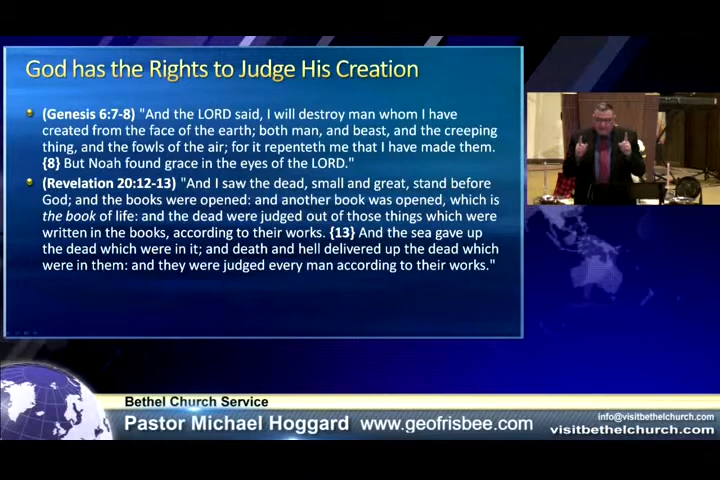 God has the Rights to Judge His Creation
(Genesis 6:7-8) "And the LORD said, I will destroy man whom I have
created from the face of the earth; both man, and beast, and the creeping
thing, and the fowls of the air; for it repenteth me that I have made them.
{8} But Noah found grace in the eyes of the LORD."
(Revelation 20:12-13) "And I saw the dead, small and great, stand before
God; and the books were opened: and another book was opened, which is
the book of life: and the dead were judged out of those things which were
written in the books, according to their works. {13} And the sea gave up
the dead which were in it; and death and hell delivered up the dead which
were in them: and they were judged every man according to their works."
Bethel Church Service
Pastor Michael Hoggard www.geofrisbee.com
info@visitbethelchurch.com
visitbethelchurch.com